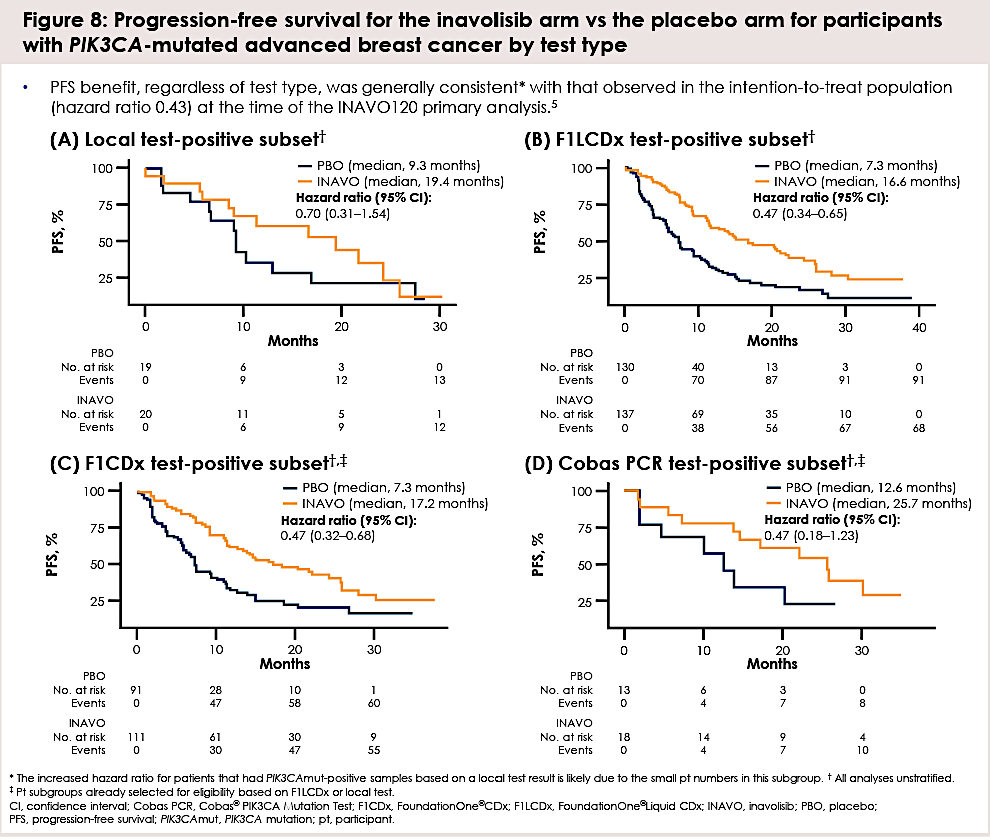 Figure 8: Progression-free survival for the inavolisib arm vs the placebo arm for participants
with PIK3CA-mutated advanced breast cancer by test type
• PFS benefit, regardless of test type, was generally consistent* with that observed in the intention-to-treat population
(hazard ratio 0.43) at the time of the INAVO120 primary analysis.⁵
(A) Local test-positive subset†
PBO (median, 9.3 months)
INAVO (median, 19.4 months)
Hazard ratio (95% CI):
0.70 (0.31–1.54)
PFS, %
100
75
50
25
0 10 20 30
Months
PBO
No. at risk 19 6 3 0
Events 0 9 12 13
INAVO
No. at risk 20 11 5 1
Events 0 6 9 12
(B) F1LCDx test-positive subset†
PBO (median, 7.3 months)
INAVO (median, 16.6 months)
Hazard ratio (95% CI):
0.47 (0.34–0.65)
PFS, %
100
75
50
25
0 10 20 30 40
Months
PBO
No. at risk 130 40 13 3 0
Events 0 70 87 91 91
INAVO
No. at risk 137 69 35 10 0
Events 0 38 56 67 68
(C) F1CDx test-positive subset†,‡
PBO (median, 7.3 months)
INAVO (median, 17.2 months)
Hazard ratio (95% CI):
0.47 (0.32–0.68)
PFS, %
100
75
50
25
0 10 20 30
Months
PBO
No. at risk 91 28 10 1
Events 0 47 58 60
INAVO
No. at risk 111 61 30 9
Events 0 30 47 55
(D) Cobas PCR test-positive subset†,‡
PBO (median, 12.6 months)
INAVO (median, 25.7 months)
Hazard ratio (95% CI):
0.47 (0.18–1.23)
PFS, %
100
75
50
25
0 10 20 30
Months
PBO
No. at risk 13 6 3 0
Events 0 4 7 8
INAVO
No. at risk 18 14 9 4
Events 0 4 7 10
* The increased hazard ratio for patients that had PIK3CAmut-positive samples based on a local test result is likely due to the small pt numbers in this subgroup. † All analyses unstratified.
‡ Pt subgroups already selected for eligibility based on F1LCDx or local test.
CI, confidence interval; Cobas PCR, Cobas® PIK3CA Mutation Test; F1CDx, FoundationOne®CDx; F1LCDx, FoundationOne®Liquid CDx; INAVO, inavolisib; PBO, placebo;
PFS, progression-free survival; PIK3CAmut, PIK3CA mutation; pt, participant.